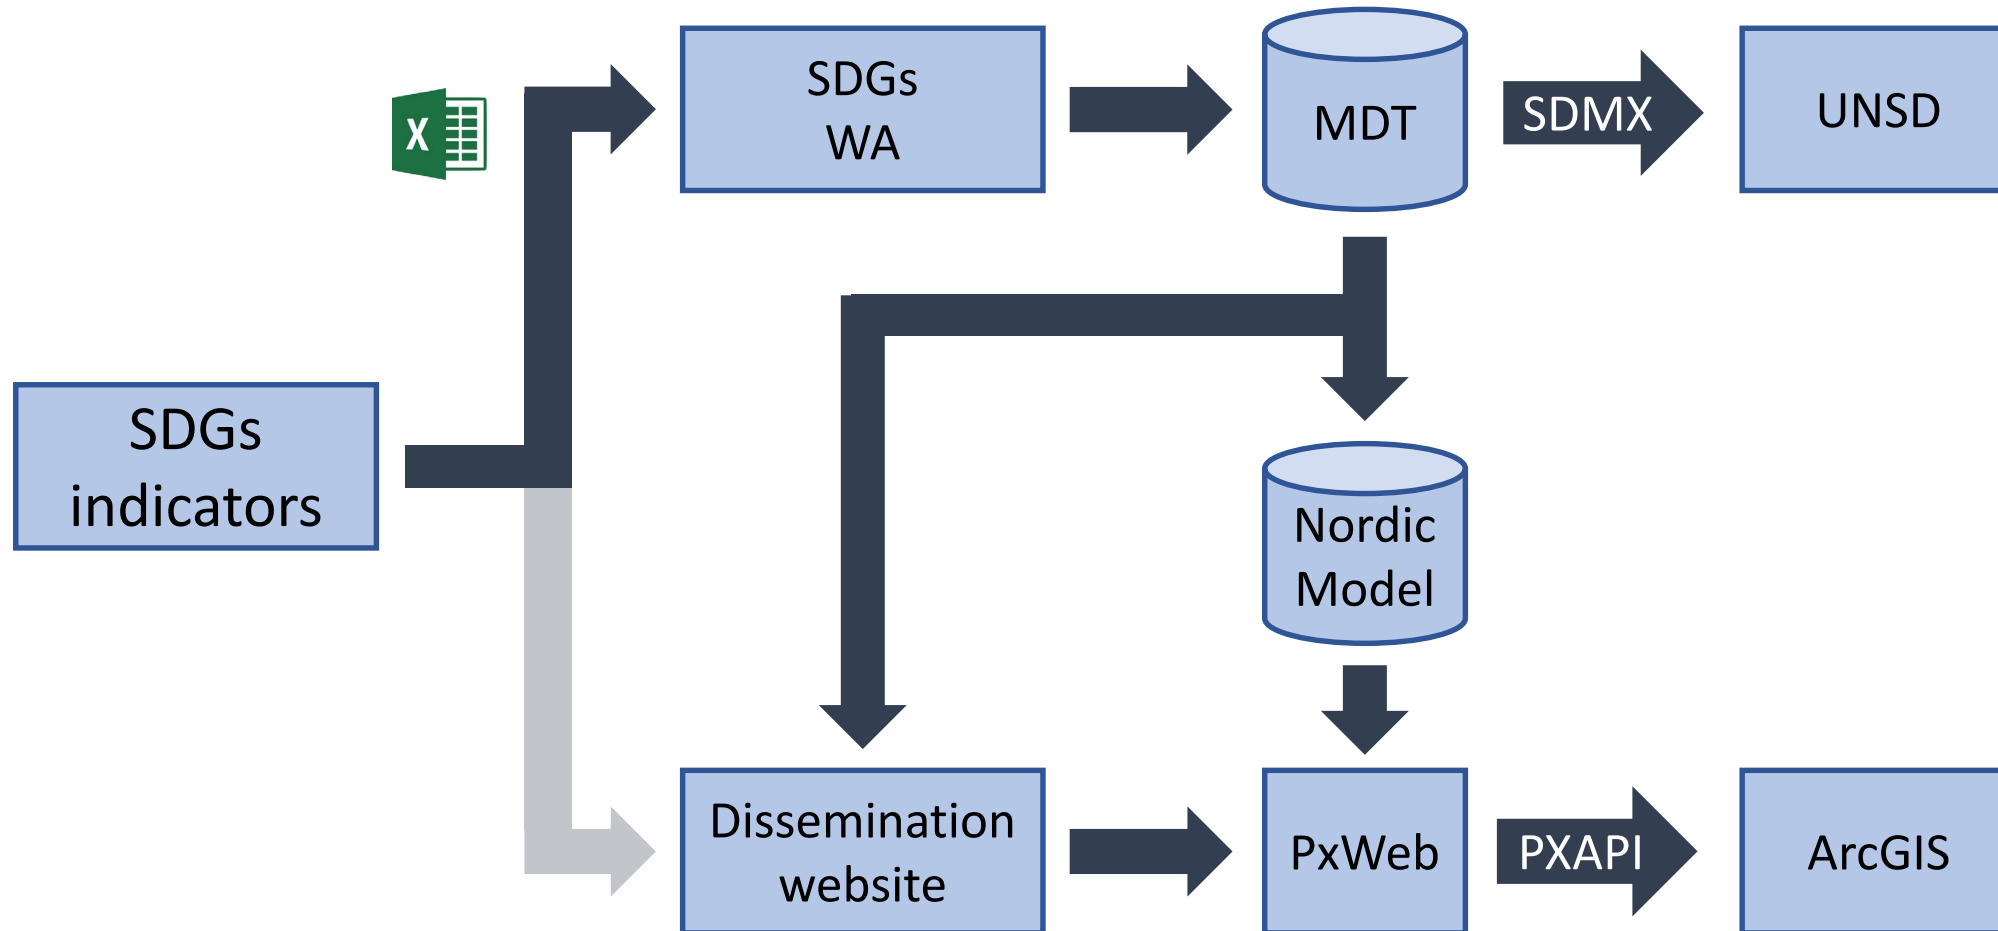 SDGs
WA
MDT
SDMX
UNSD
X
SDGs
indicators
Nordic
Model
Dissemination
website
PxWeb
PXAPI
ArcGIS